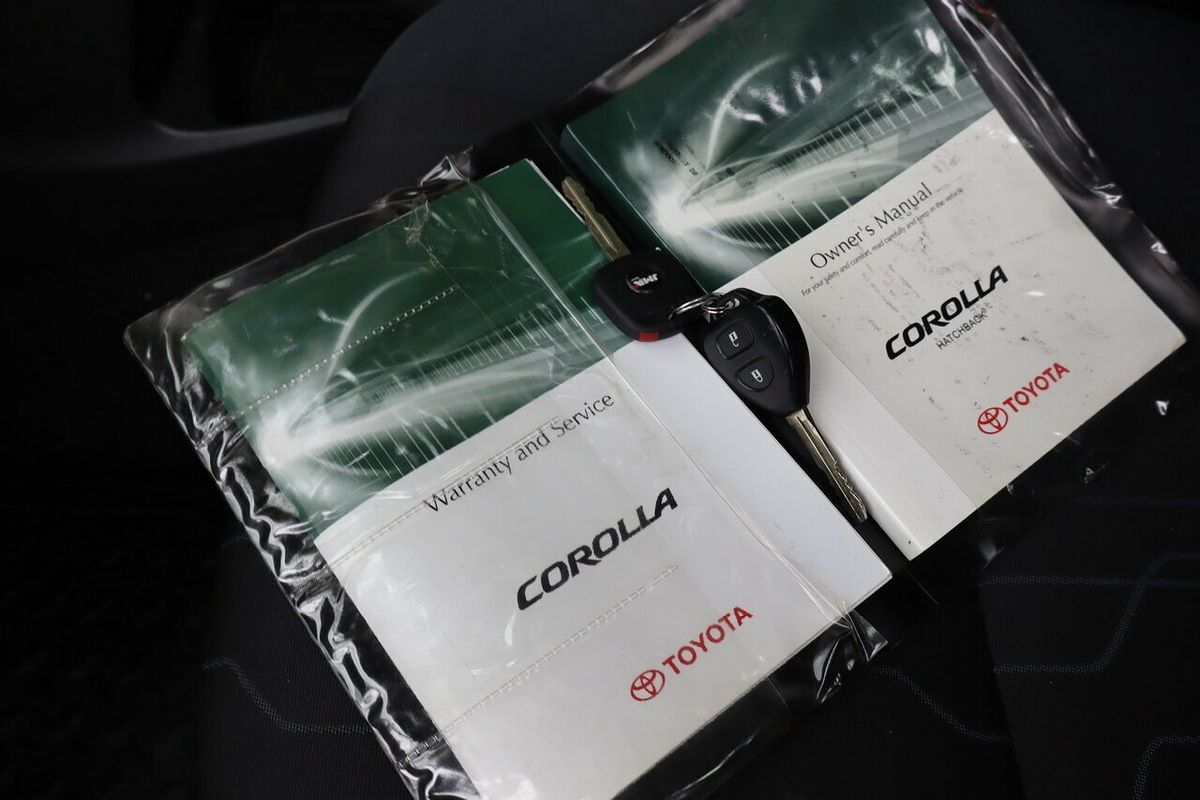 Warranty and Service
COROLLA
TOYOTA
Owner's Manual
For your safety and comfort, read carefully and keep in the vehicle.
COROLLA
HATCHBACK
TOYOTA